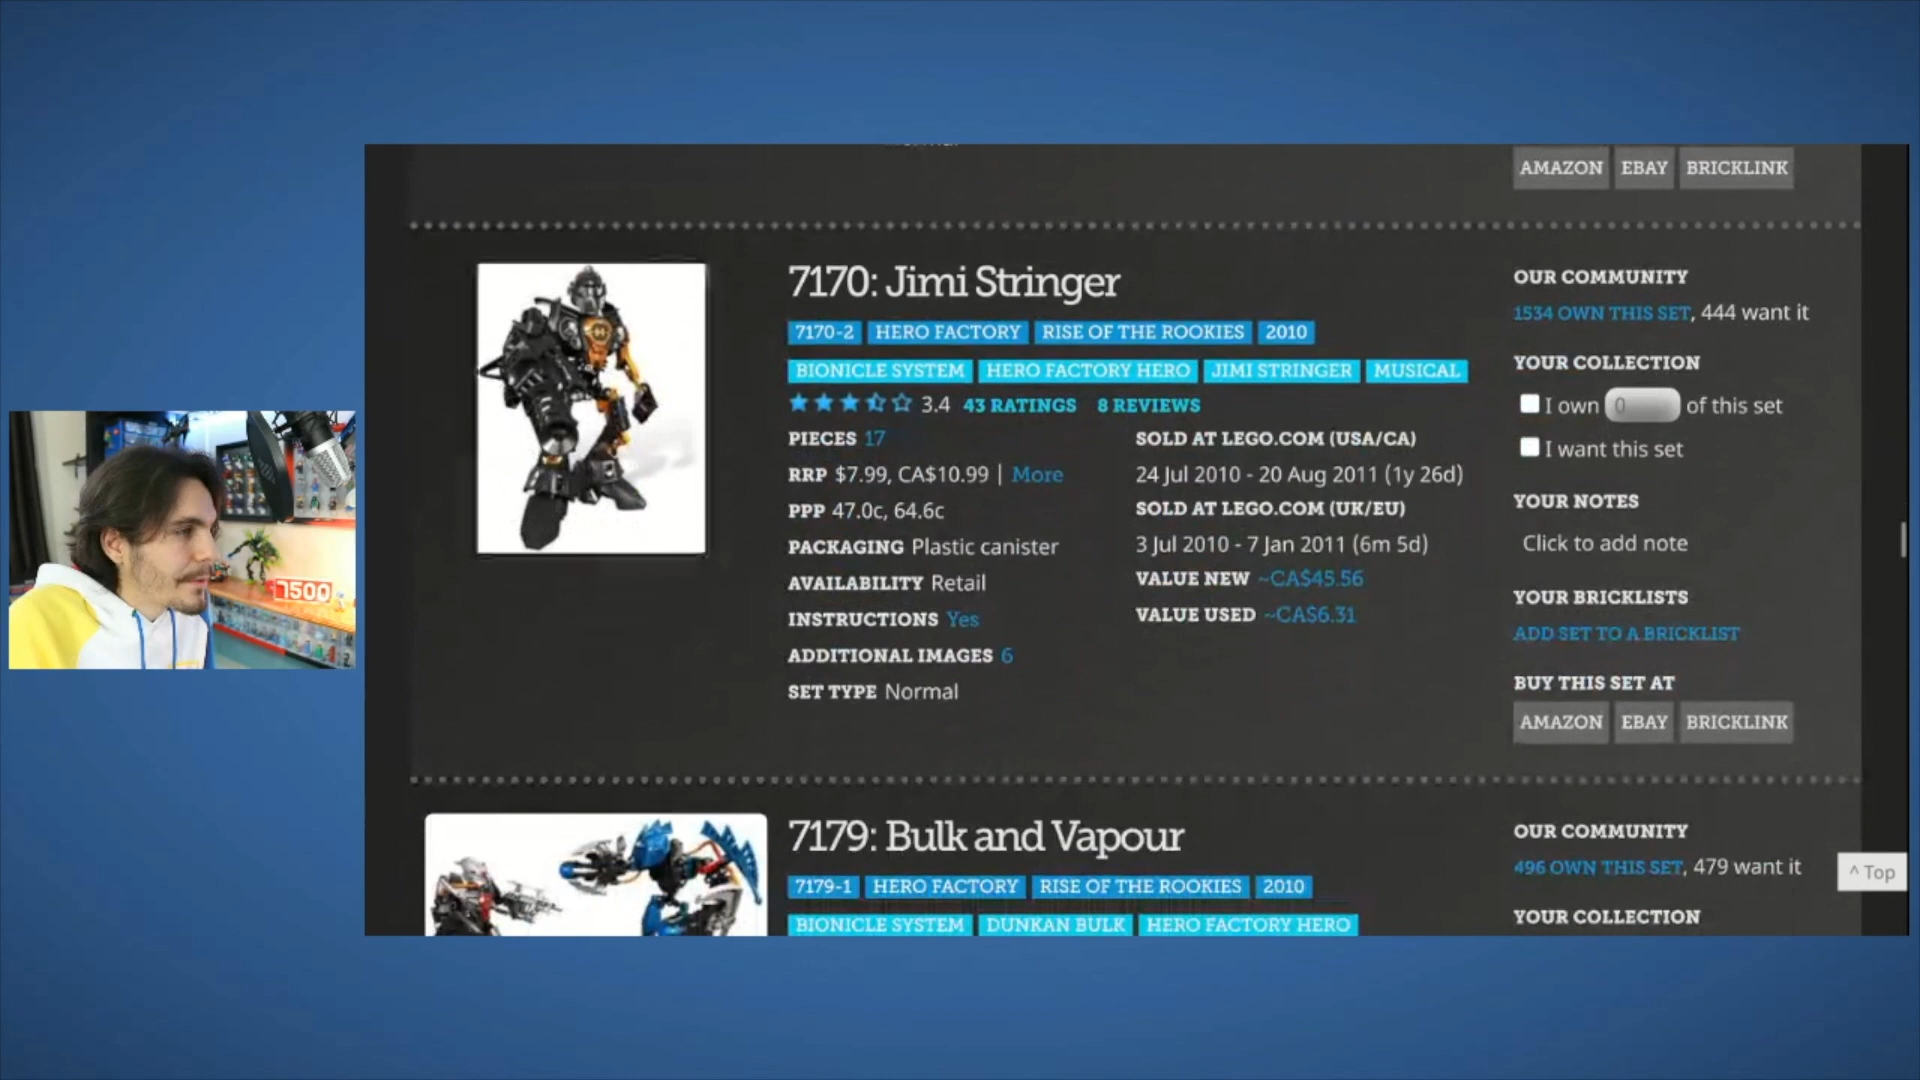 AMAZON EBAY BRICKLINK
7170: Jimi Stringer
7170-2 HERO FACTORY RISE OF THE ROOKIES 2010
BIONICLE SYSTEM HERO FACTORY HERO JIMI STRINGER MUSICAL
3.4 43 RATINGS 8 REVIEWS
PIECES 17
RRP $7.99, CA$10.99 | More
PPP 47.0c, 64.6c
PACKAGING Plastic canister
AVAILABILITY Retail
INSTRUCTIONS Yes
ADDITIONAL IMAGES 6
SET TYPE Normal
SOLD AT LEGO.COM (USA/CA)
24 Jul 2010 - 20 Aug 2011 (1y 26d)
SOLD AT LEGO.COM (UK/EU)
3 Jul 2010 - 7 Jan 2011 (6m 5d)
VALUE NEW ~CA$45.56
VALUE USED ~CA$6.31
OUR COMMUNITY
1534 OWN THIS SET, 444 want it
YOUR COLLECTION
I own 0 of this set
I want this set
YOUR NOTES
Click to add note
YOUR BRICKLISTS
ADD SET TO A BRICKLIST
BUY THIS SET AT
AMAZON EBAY BRICKLINK
7179: Bulk and Vapour
7179-1 HERO FACTORY RISE OF THE ROOKIES 2010
BIONICLE SYSTEM DUNKAN BULK HERO FACTORY HERO
OUR COMMUNITY
496 OWN THIS SET, 479 want it
YOUR COLLECTION
^ Top
7500